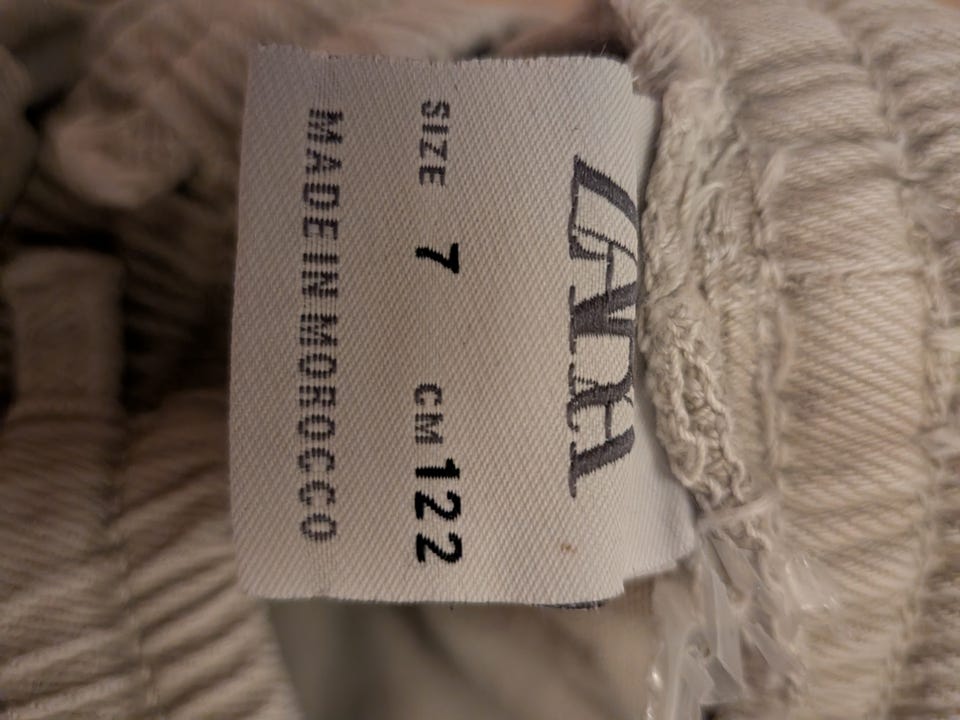 ZARA
SIZE 7 CM 122
MADE IN MOROCCO